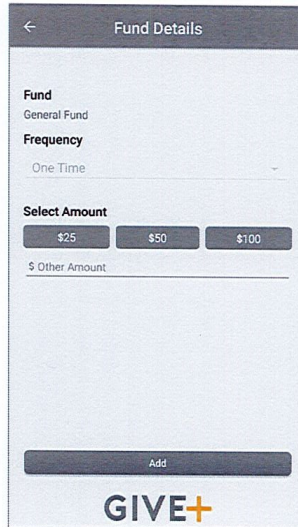 Fund Details
Fund
General Fund
Frequency
One Time
Select Amount
$25 $50 $100
$ Other Amount
Add
GIVE+